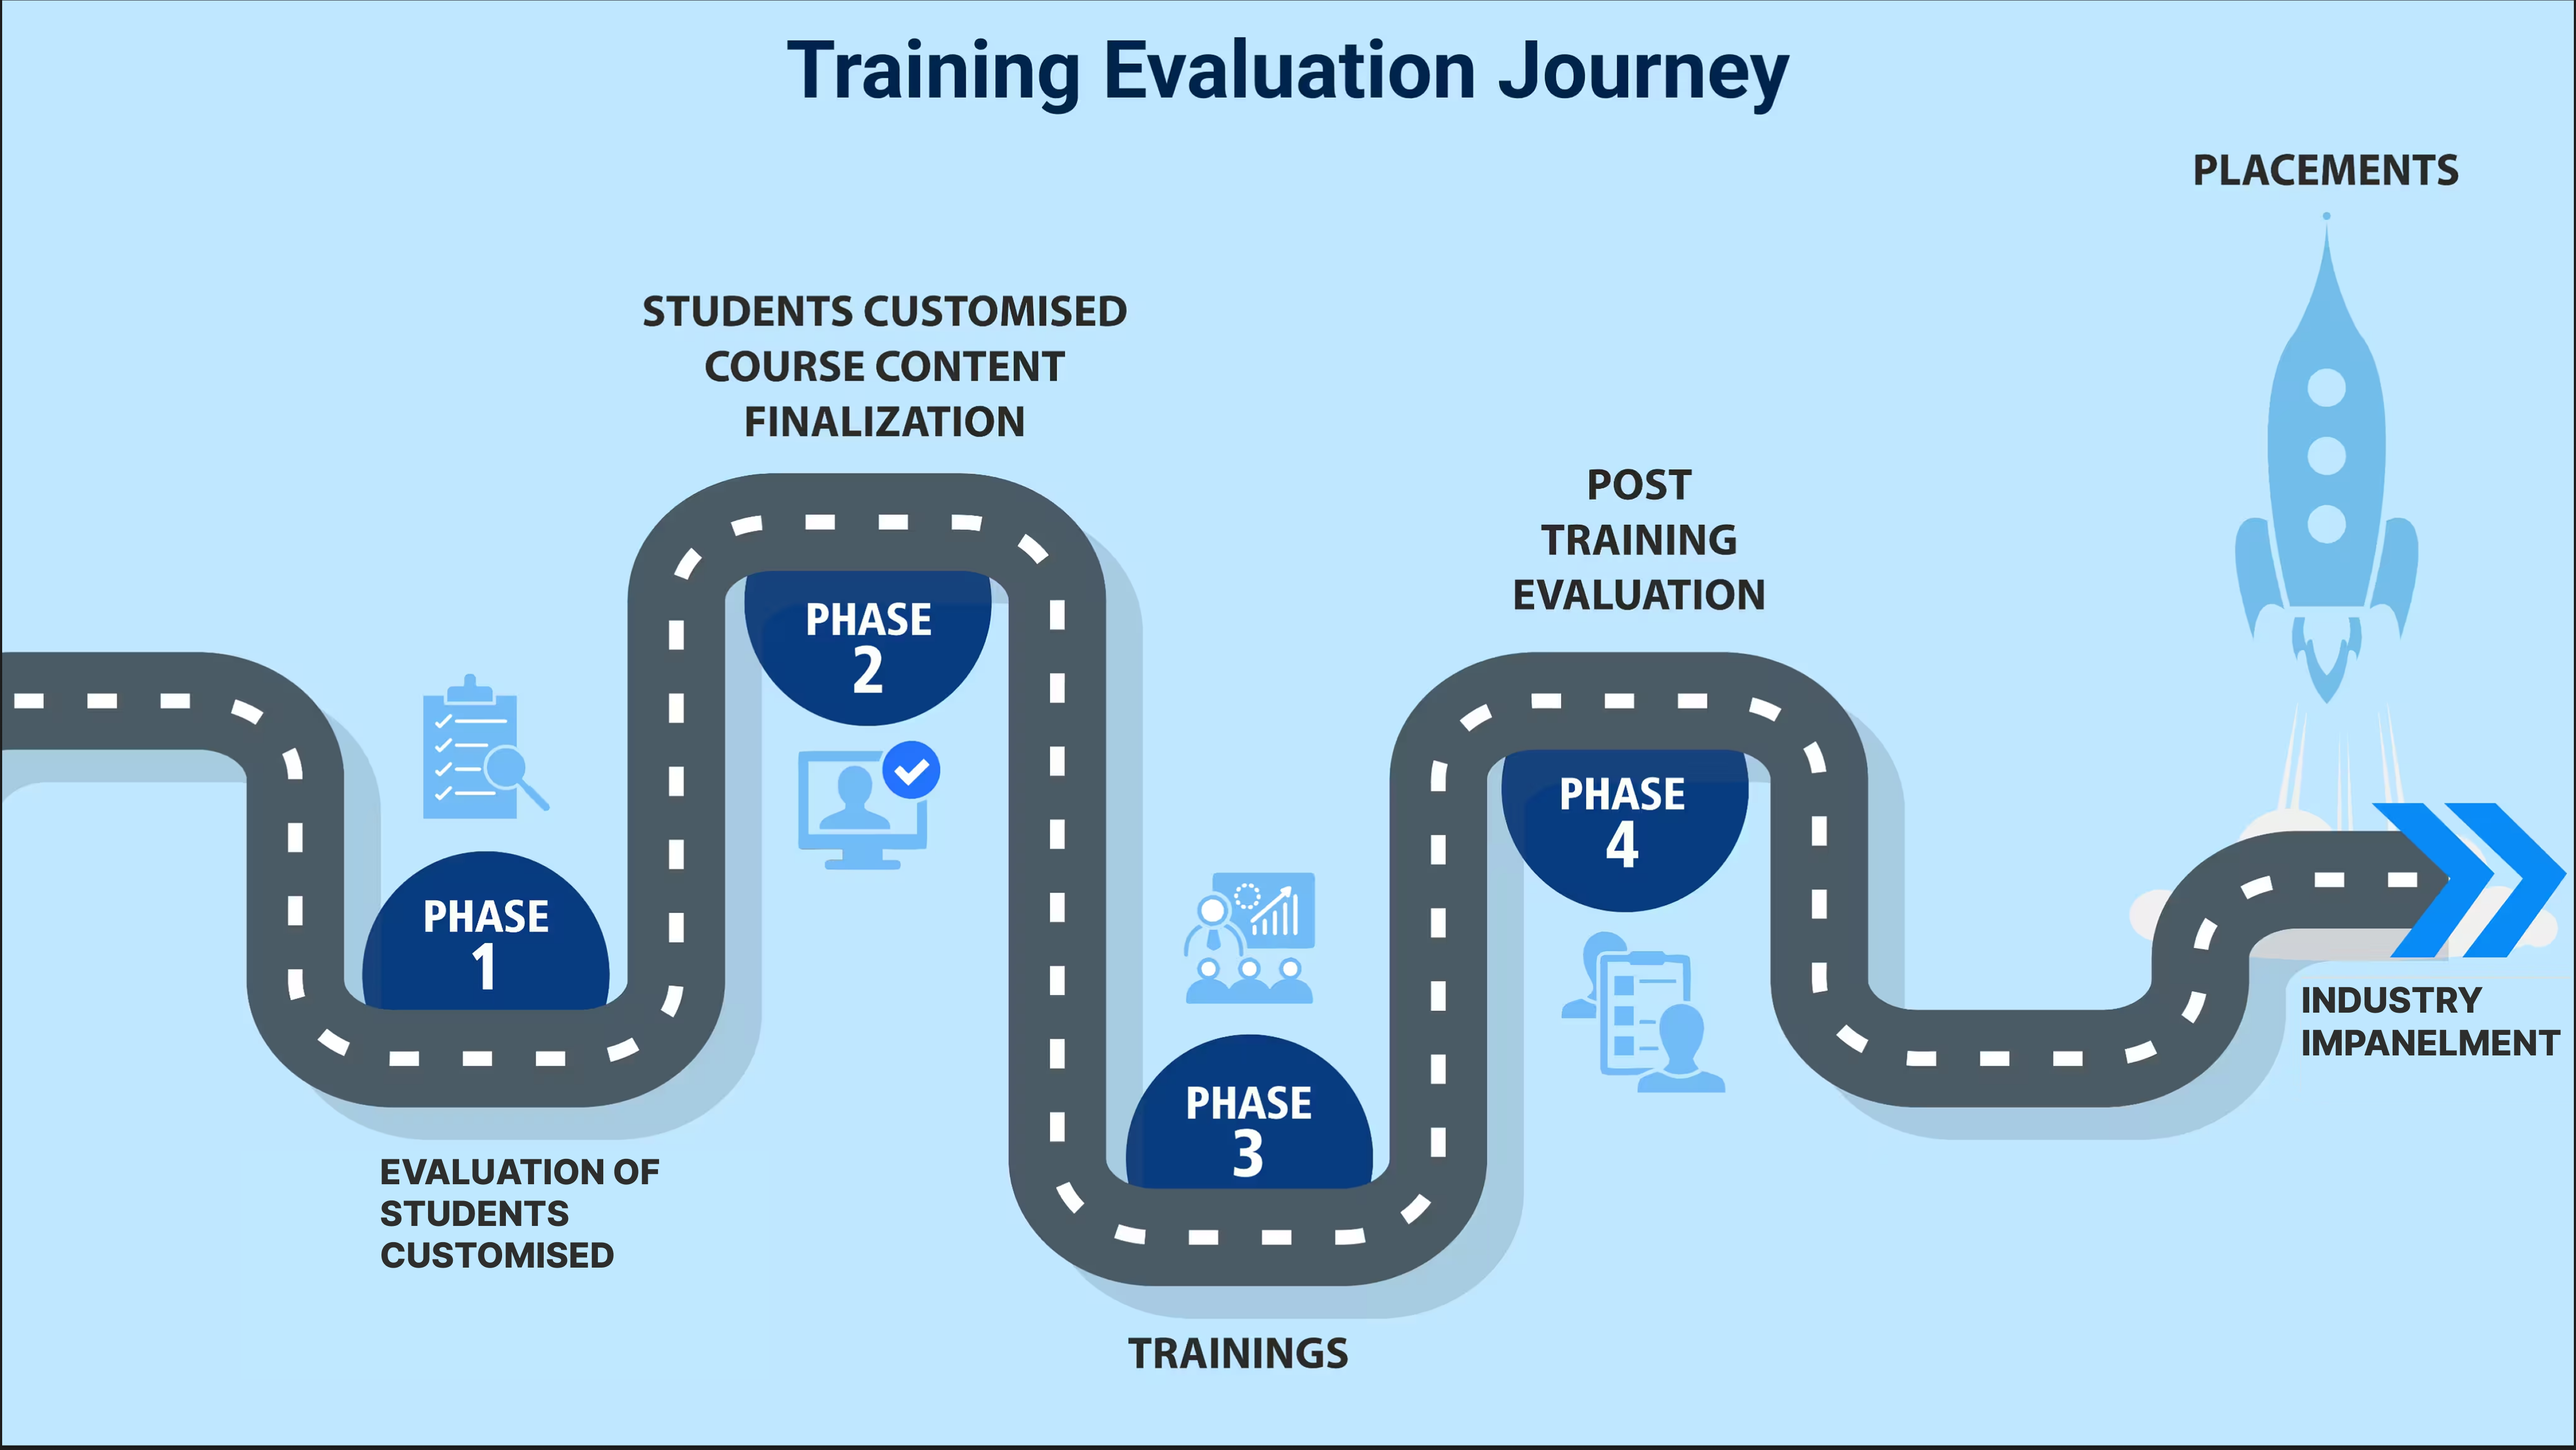 Training Evaluation Journey
PLACEMENTS
STUDENTS CUSTOMISED
COURSE CONTENT
FINALIZATION
POST
TRAINING
EVALUATION
PHASE
2
PHASE
4
PHASE
1
INDUSTRY
IMPANELMENT
PHASE
3
EVALUATION OF
STUDENTS
CUSTOMISED
TRAININGS